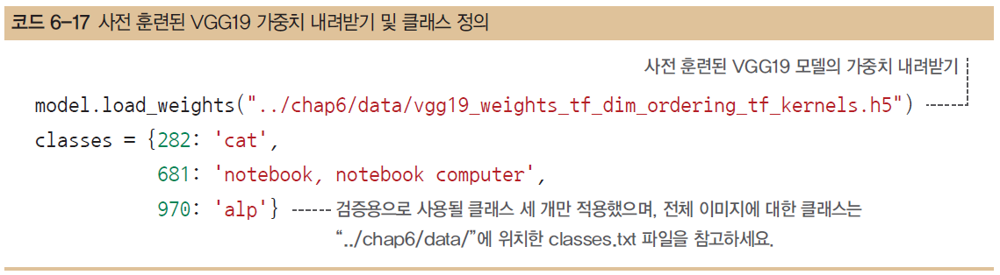 코드 6-17 사전 훈련된 VGG19 가중치 내려받기 및 클래스 정의
사전 훈련된 VGG19 모델의 가중치 내려받기
model.load_weights("../chap6/data/vgg19_weights_tf_dim_ordering_tf_kernels.h5")
classes = {282: 'cat',
681: 'notebook, notebook computer',
970: 'alp'} 검증용으로 사용될 클래스 세 개만 적용했으며, 전체 이미지에 대한 클래스는
“../chap6/data/”에 위치한 classes.txt 파일을 참고하세요.